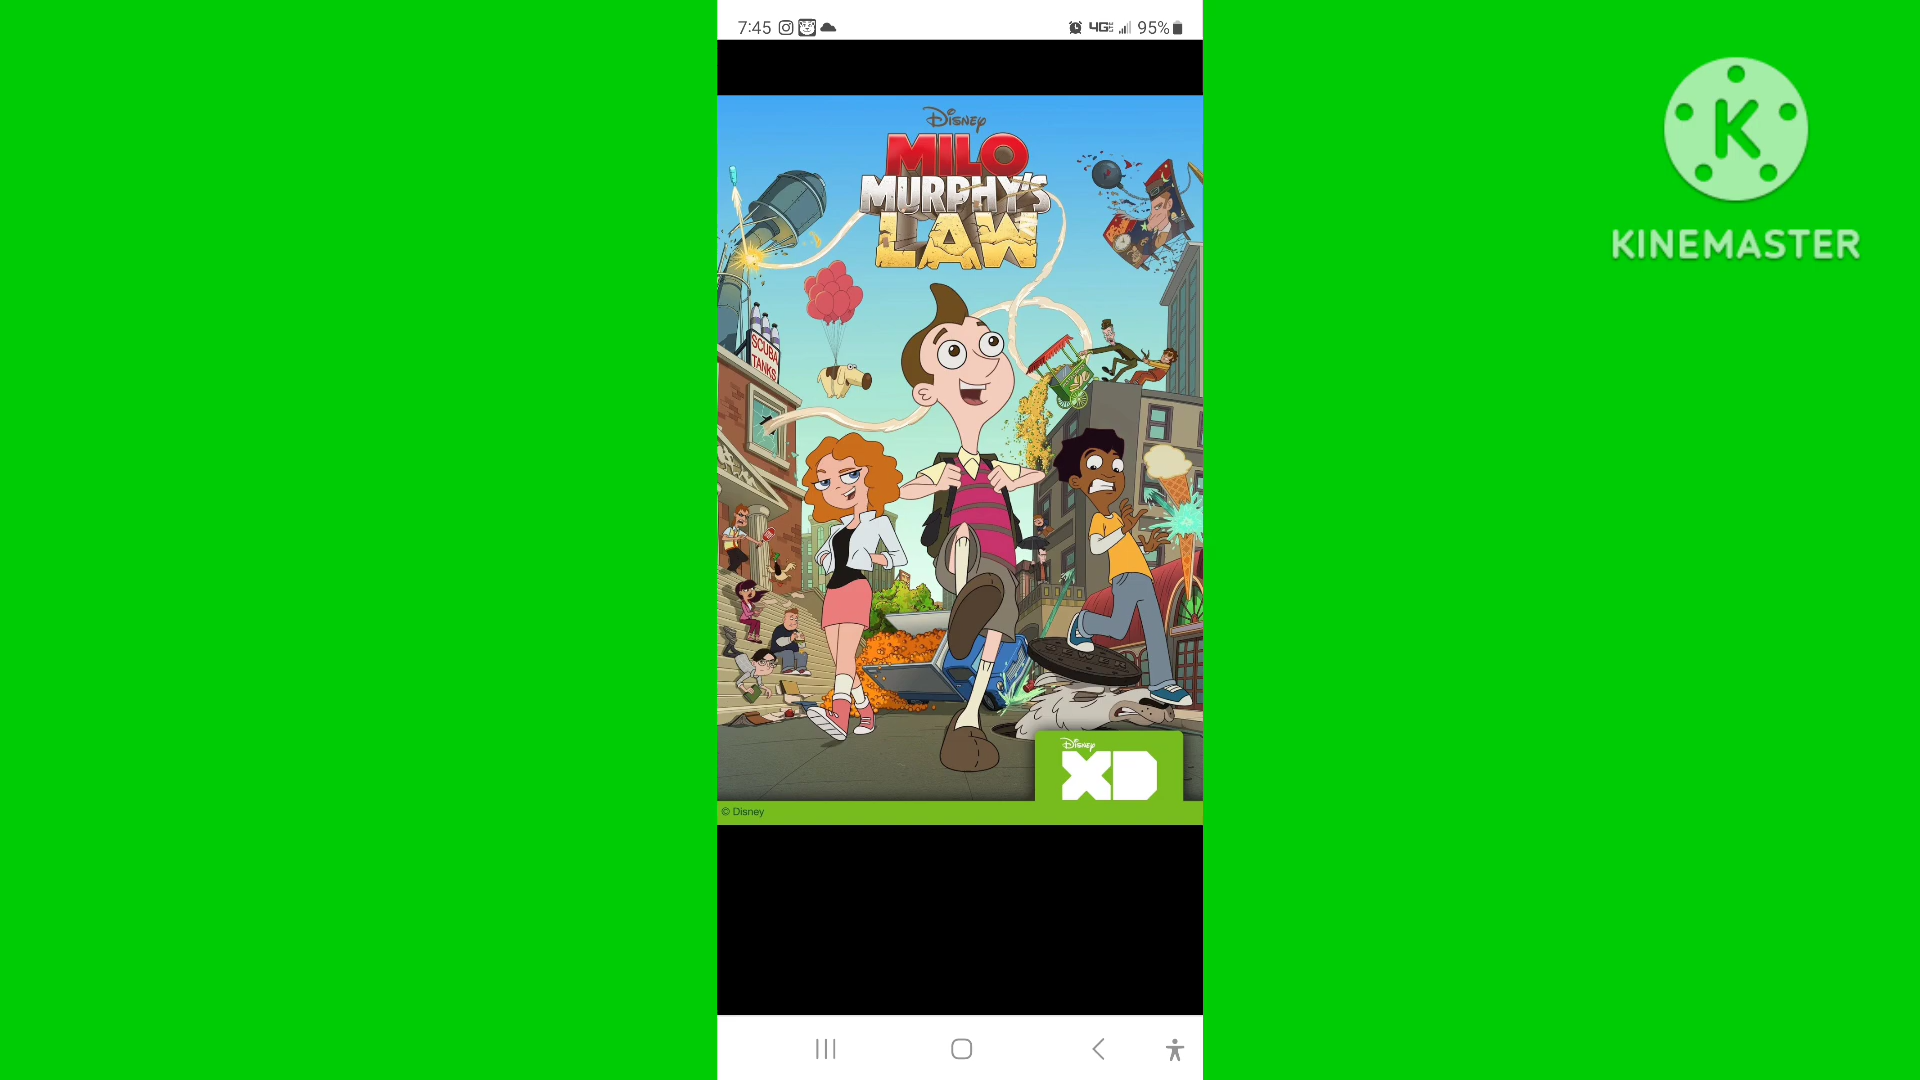 7:45
4G
95%
K
KINEMASTER
Disney
MILO
MURPHY'S
LAW
SCUBA
TANKS
Disney
XD
© Disney